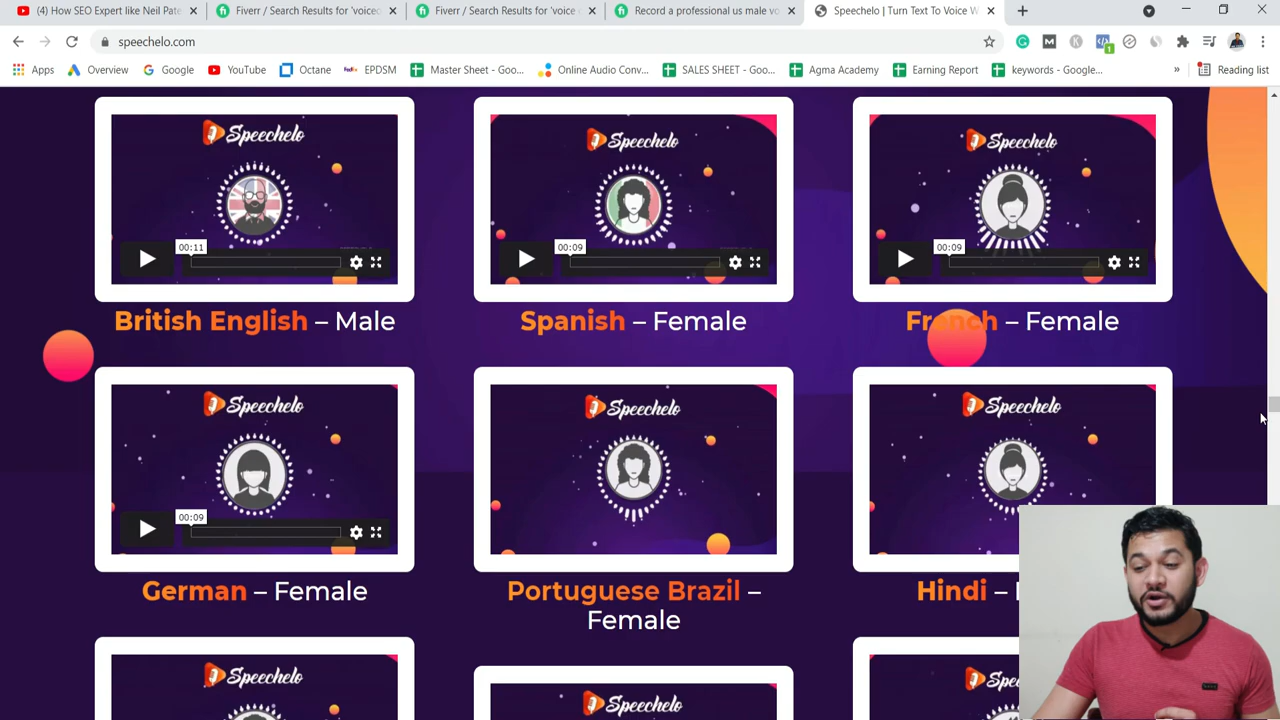 (4) How SEO Expert like Neil Pate
Fiverr / Search Results for 'voiceo
Fiverr / Search Results for 'voice
Record a professional us male vo
Speechelo | Turn Text To Voice W
speechelo.com
1
Apps
Overview
Google
YouTube
Octane
EPDSM
Master Sheet - Goo...
Online Audio Conv...
SALES SHEET - Goo...
Agma Academy
Earning Report
keywords - Google...
»
Reading list
Speechelo
Speechelo
Speechelo
00:11
00:09
00:09
British English – Male
Spanish – Female
French – Female
Speechelo
Speechelo
Speechelo
00:09
German – Female
Portuguese Brazil –
Female
Hindi –
Speechelo
Speechelo